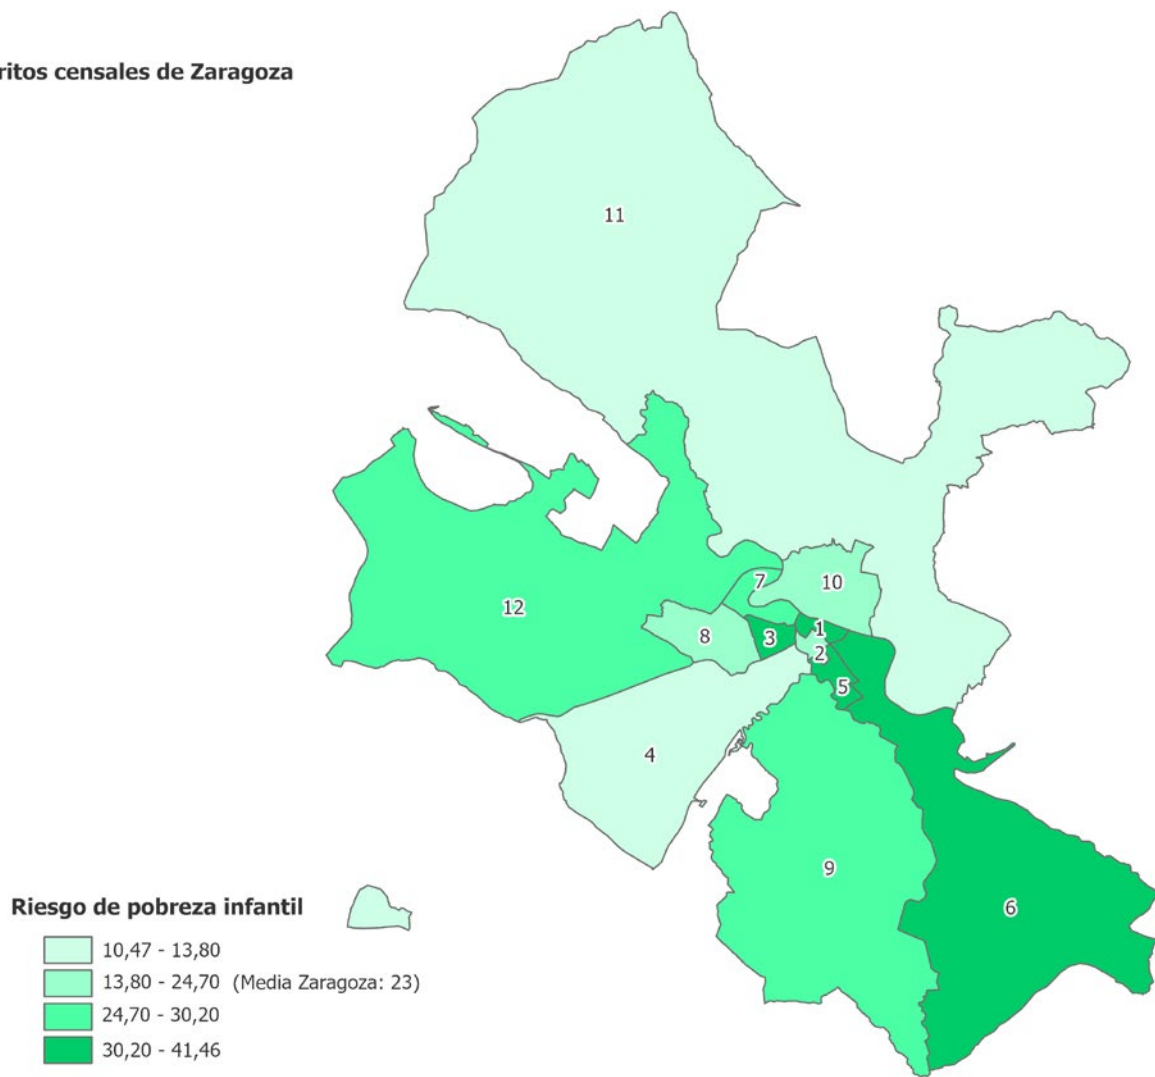 ritos censales de Zaragoza
11
7
10
12
1
8
3
2
5
4
9
6
Riesgo de pobreza infantil
10,47 - 13,80
13,80 - 24,70 (Media Zaragoza: 23)
24,70 - 30,20
30,20 - 41,46